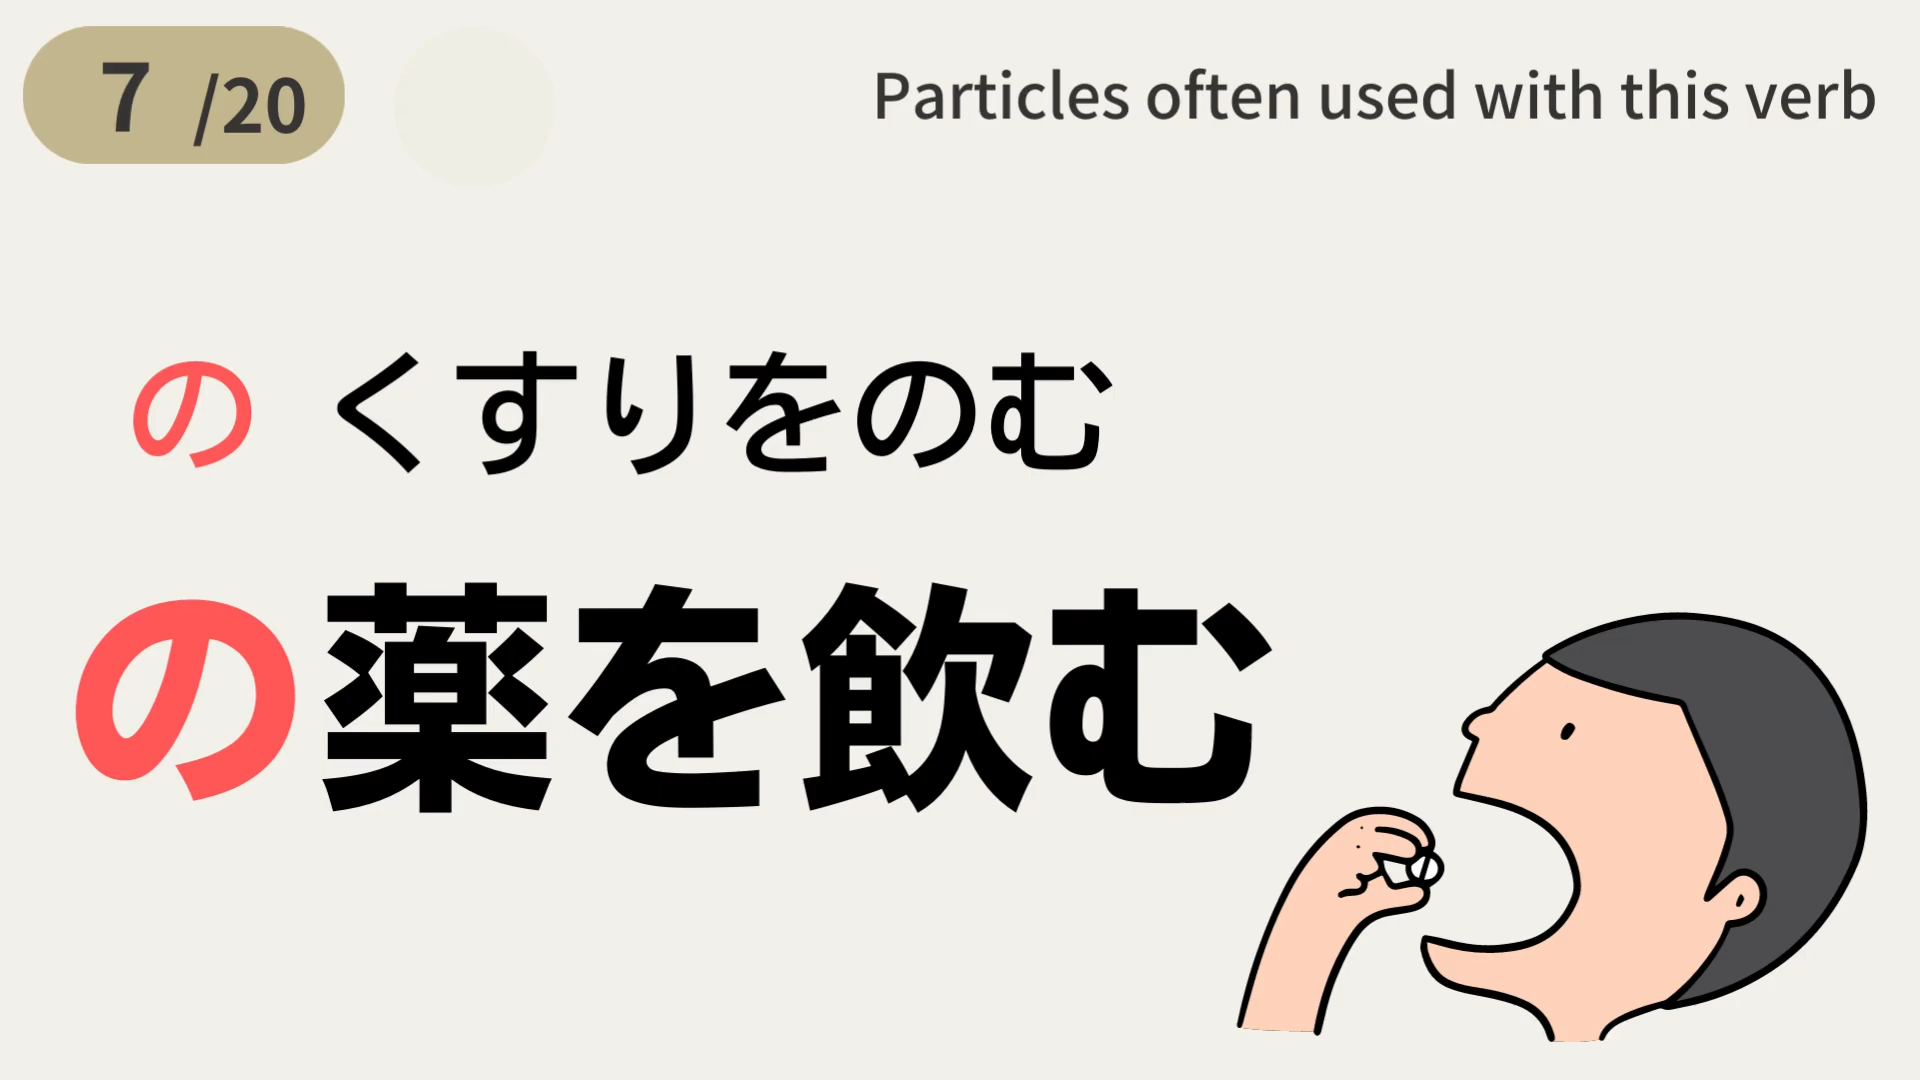 7 /20
Particles often used with this verb
の くすりをのむ
の薬を飲む